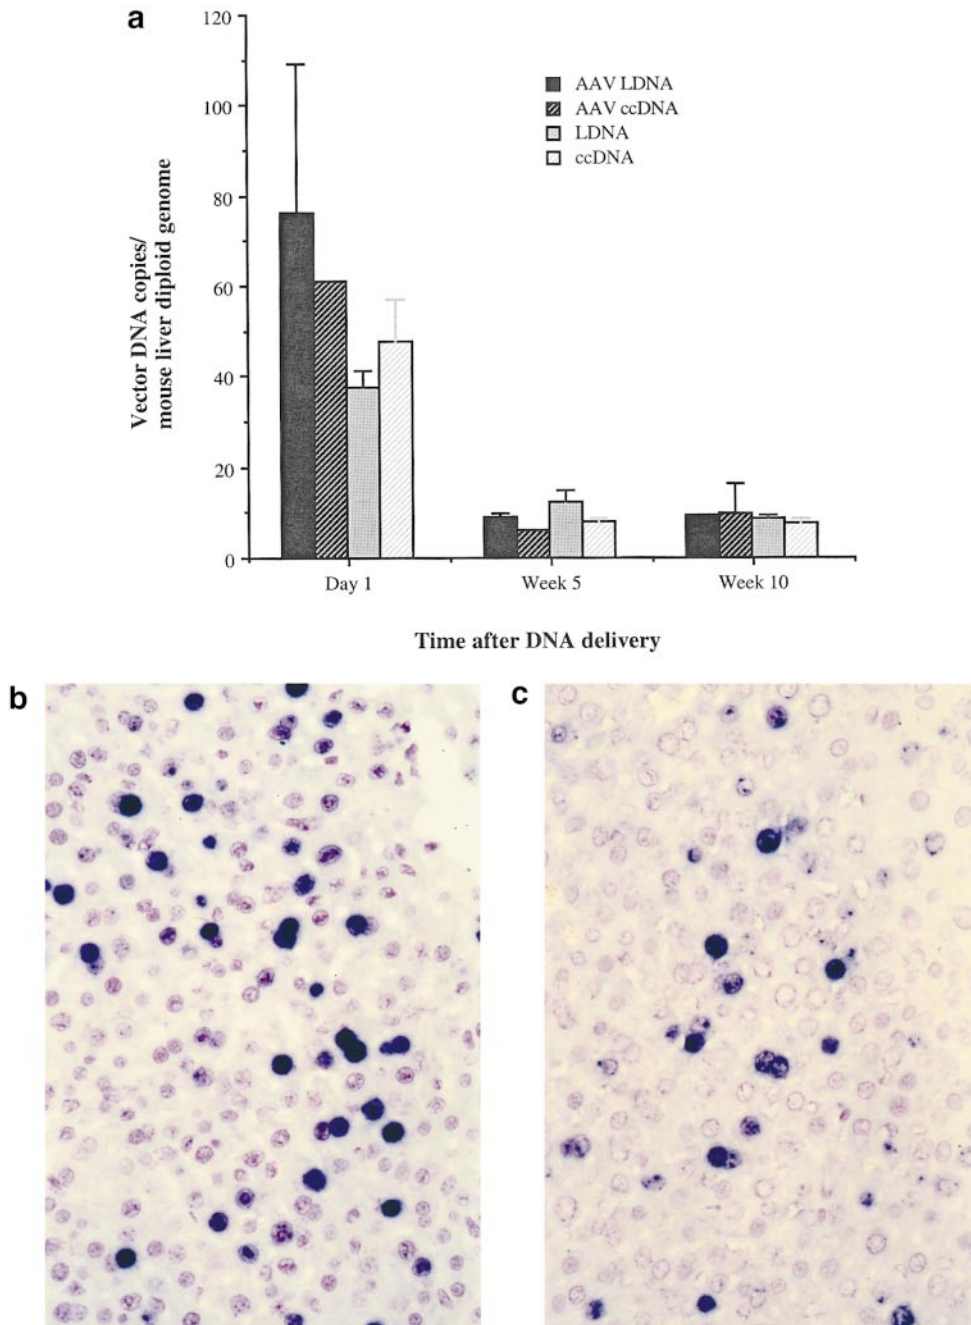 a
120
100
80
60
40
20
0
Vector DNA copies/
mouse liver diploid genome
AAV LDNA
AAV ccDNA
LDNA
ccDNA
Day 1
Week 5
Week 10
Time after DNA delivery
b
c